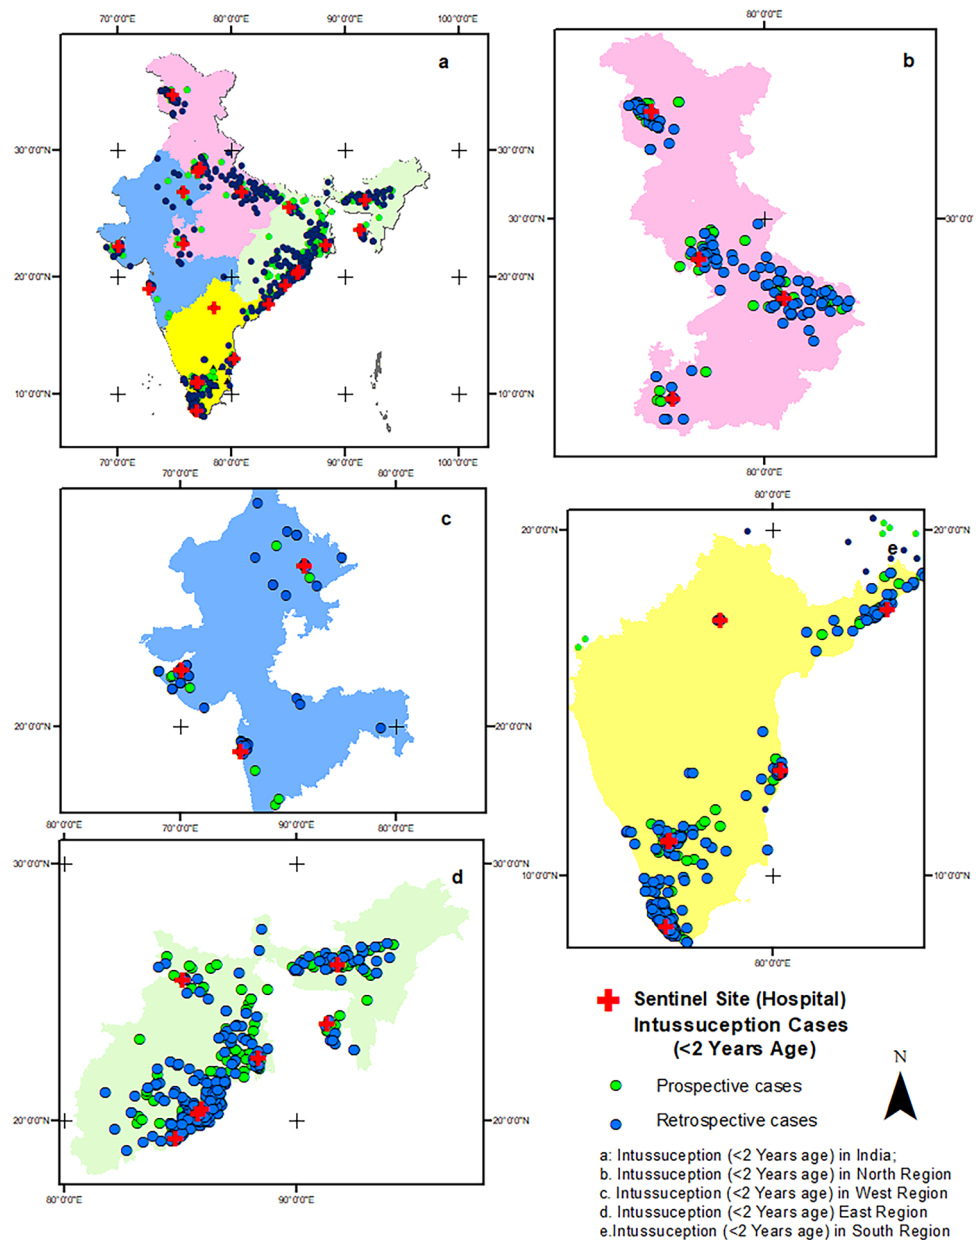 70°0'0"E 80°0'0"E 90°0'0"E 100°0'0"E
a
30°0'0"N 30°0'0"N
20°0'0"N 20°0'0"N
10°0'0"N 10°0'0"N
70°0'0"E 80°0'0"E 90°0'0"E 100°0'0"E
80°0'0"E
b
30°0'0"N
80°0'0"E
70°0'0"E 80°0'0"E
c
20°0'0"N 20°0'0"N
70°0'0"E 80°0'0"E
80°0'0"E
20°0'0"N
e
10°0'0"N 10°0'0"N
80°0'0"E
80°0'0"E 90°0'0"E
30°0'0"N 30°0'0"N
d
20°0'0"N 20°0'0"N
80°0'0"E 90°0'0"E
Sentinel Site (Hospital)
Intussuception Cases
(<2 Years Age)
N
Prospective cases
Retrospective cases
a: Intussuception (<2 Years age) in India;
b. Intussuception (<2 Years age) in North Region
c. Intussuception (<2 Years age) in West Region
d. Intussuception (<2 Years age) East Region
e.Intussuception (<2 Years age) in South Region